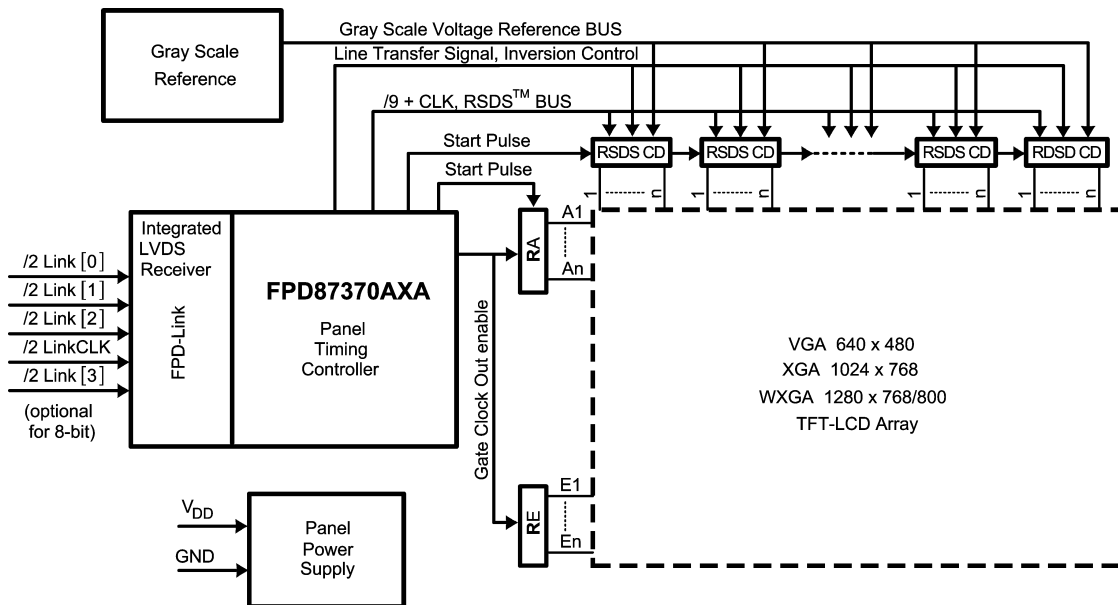 Gray Scale
Reference
Gray Scale Voltage Reference BUS
Line Transfer Signal, Inversion Control
/9 + CLK, RSDS™ BUS
Start Pulse
Start Pulse
RSDS CD
RSDS CD
RSDS CD
RDSD CD
1
n
1
n
1
n
1
n
Integrated
LVDS
Receiver
FPD-Link
FPD87370AXA
Panel
Timing
Controller
/2 Link [0]
/2 Link [1]
/2 Link [2]
/2 LinkCLK
/2 Link [3]
(optional
for 8-bit)
Gate Clock Out enable
RA
A1
An
RE
E1
En
VGA 640 x 480
XGA 1024 x 768
WXGA 1280 x 768/800
TFT-LCD Array
VDD
GND
Panel
Power
Supply